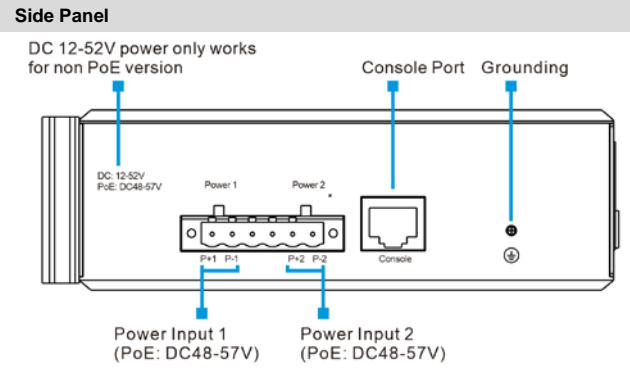 Side Panel
DC 12-52V power only works
for non PoE version
Console Port
Grounding
DC: 12-52V
PoE: DC48-57V
Power 1
Power 2
P+1 P-1
P+2 P-2
Console
Power Input 1
(PoE: DC48-57V)
Power Input 2
(PoE: DC48-57V)